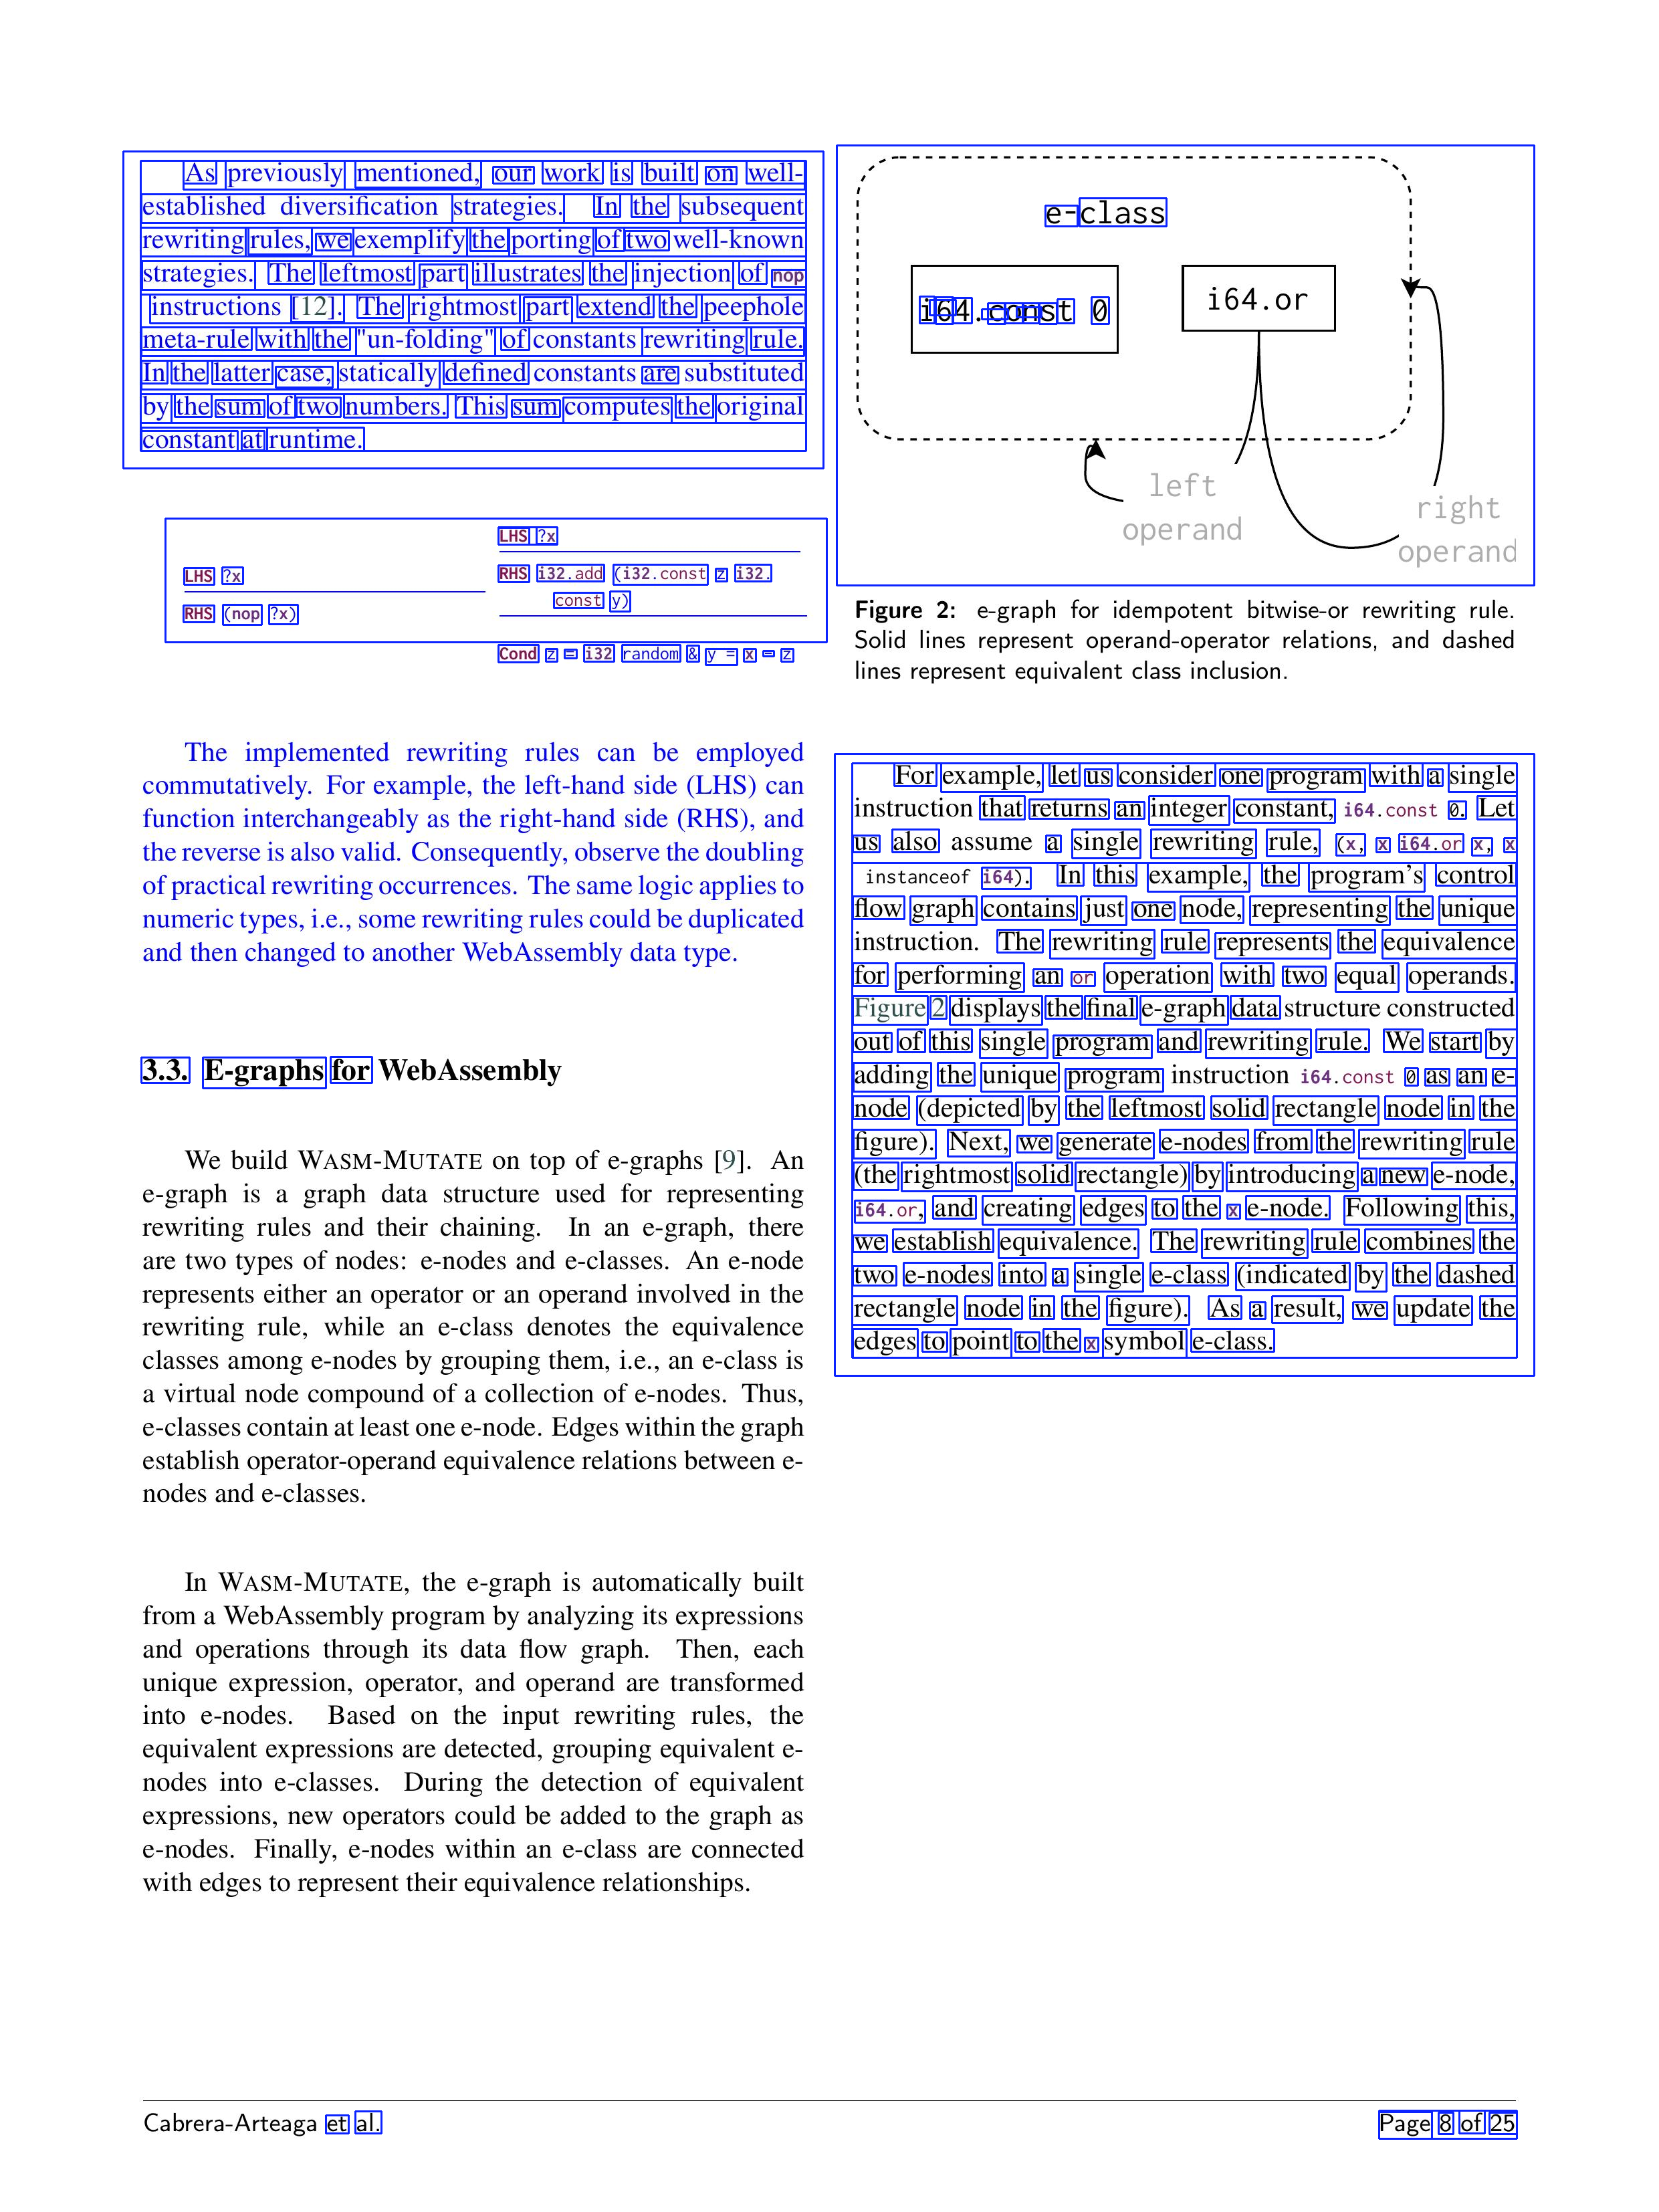 As previously mentioned, our work is built on well-
established diversification strategies. In the subsequent
rewriting rules, we exemplify the porting of two well-known
strategies. The leftmost part illustrates the injection of nop
instructions [12]. The rightmost part extend the peephole
meta-rule with the "un-folding" of constants rewriting rule.
In the latter case, statically defined constants are substituted
by the sum of two numbers. This sum computes the original
constant at runtime.
LHS ?x
RHS (nop ?x)
LHS ?x
RHS i32.add (i32.const z i32.
const y)
Cond z = i32 random & y = x - z
The implemented rewriting rules can be employed
commutatively. For example, the left-hand side (LHS) can
function interchangeably as the right-hand side (RHS), and
the reverse is also valid. Consequently, observe the doubling
of practical rewriting occurrences. The same logic applies to
numeric types, i.e., some rewriting rules could be duplicated
and then changed to another WebAssembly data type.
3.3. E-graphs for WebAssembly
We build WASM-MUTATE on top of e-graphs [9]. An
e-graph is a graph data structure used for representing
rewriting rules and their chaining. In an e-graph, there
are two types of nodes: e-nodes and e-classes. An e-node
represents either an operator or an operand involved in the
rewriting rule, while an e-class denotes the equivalence
classes among e-nodes by grouping them, i.e., an e-class is
a virtual node compound of a collection of e-nodes. Thus,
e-classes contain at least one e-node. Edges within the graph
establish operator-operand equivalence relations between e-
nodes and e-classes.
In WASM-MUTATE, the e-graph is automatically built
from a WebAssembly program by analyzing its expressions
and operations through its data flow graph. Then, each
unique expression, operator, and operand are transformed
into e-nodes. Based on the input rewriting rules, the
equivalent expressions are detected, grouping equivalent e-
nodes into e-classes. During the detection of equivalent
expressions, new operators could be added to the graph as
e-nodes. Finally, e-nodes within an e-class are connected
with edges to represent their equivalence relationships.
e-class
i64.const 0
i64.or
left
operand
right
operand
Figure 2: e-graph for idempotent bitwise-or rewriting rule.
Solid lines represent operand-operator relations, and dashed
lines represent equivalent class inclusion.
For example, let us consider one program with a single
instruction that returns an integer constant, i64.const 0. Let
us also assume a single rewriting rule, (x, x i64.or x, x
instanceof i64). In this example, the program's control
flow graph contains just one node, representing the unique
instruction. The rewriting rule represents the equivalence
for performing an or operation with two equal operands.
Figure 2 displays the final e-graph data structure constructed
out of this single program and rewriting rule. We start by
adding the unique program instruction i64.const 0 as an e-
node (depicted by the leftmost solid rectangle node in the
figure). Next, we generate e-nodes from the rewriting rule
(the rightmost solid rectangle) by introducing a new e-node,
i64.or, and creating edges to the x e-node. Following this,
we establish equivalence. The rewriting rule combines the
two e-nodes into a single e-class (indicated by the dashed
rectangle node in the figure). As a result, we update the
edges to point to the x symbol e-class.
Cabrera-Arteaga et al.
Page 8 of 25